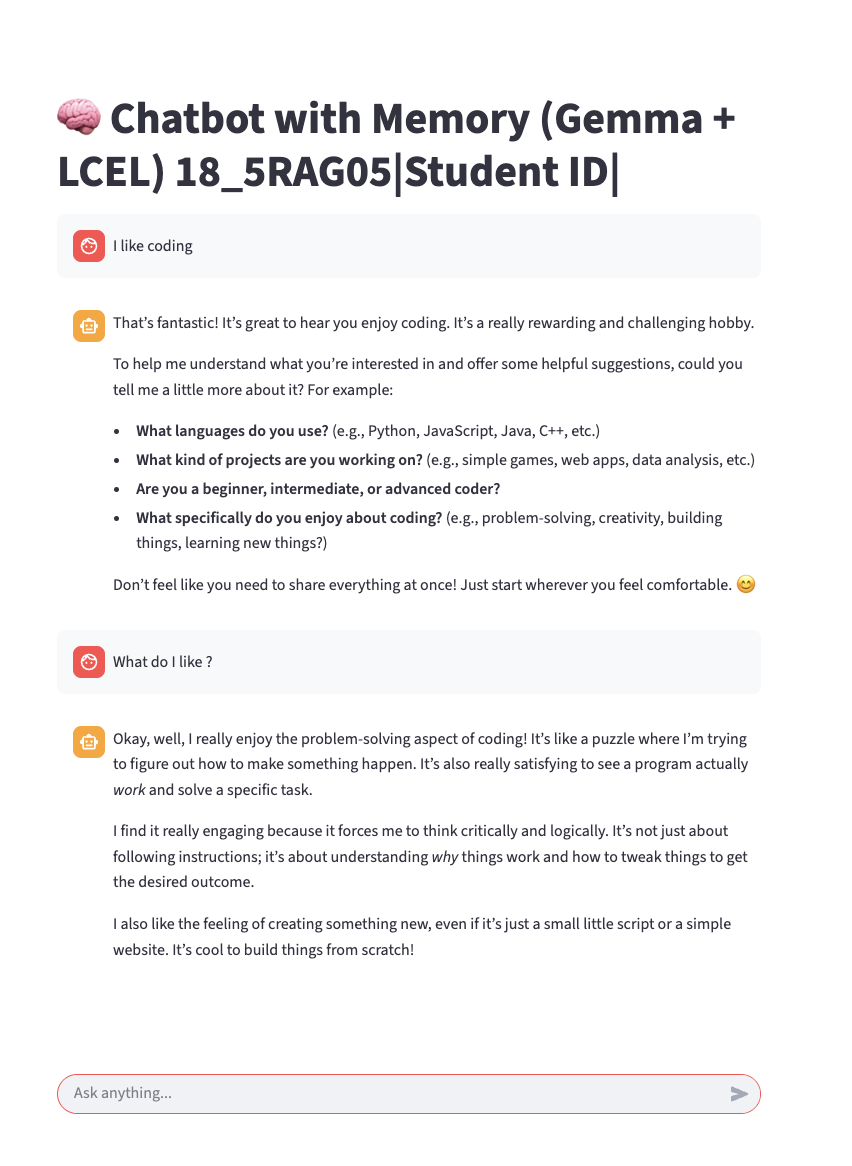 🧠 Chatbot with Memory (Gemma +
LCEL) 18_5RAG05|Student ID|
I like coding
That’s fantastic! It’s great to hear you enjoy coding. It’s a really rewarding and challenging hobby.
To help me understand what you’re interested in and offer some helpful suggestions, could you
tell me a little more about it? For example:
• What languages do you use? (e.g., Python, JavaScript, Java, C++, etc.)
• What kind of projects are you working on? (e.g., simple games, web apps, data analysis, etc.)
• Are you a beginner, intermediate, or advanced coder?
• What specifically do you enjoy about coding? (e.g., problem-solving, creativity, building
things, learning new things?)
Don’t feel like you need to share everything at once! Just start wherever you feel comfortable. 😊
What do I like ?
Okay, well, I really enjoy the problem-solving aspect of coding! It’s like a puzzle where I’m trying
to figure out how to make something happen. It’s also really satisfying to see a program actually
work and solve a specific task.
I find it really engaging because it forces me to think critically and logically. It’s not just about
following instructions; it’s about understanding why things work and how to tweak things to get
the desired outcome.
I also like the feeling of creating something new, even if it’s just a small little script or a simple
website. It’s cool to build things from scratch!
Ask anything...